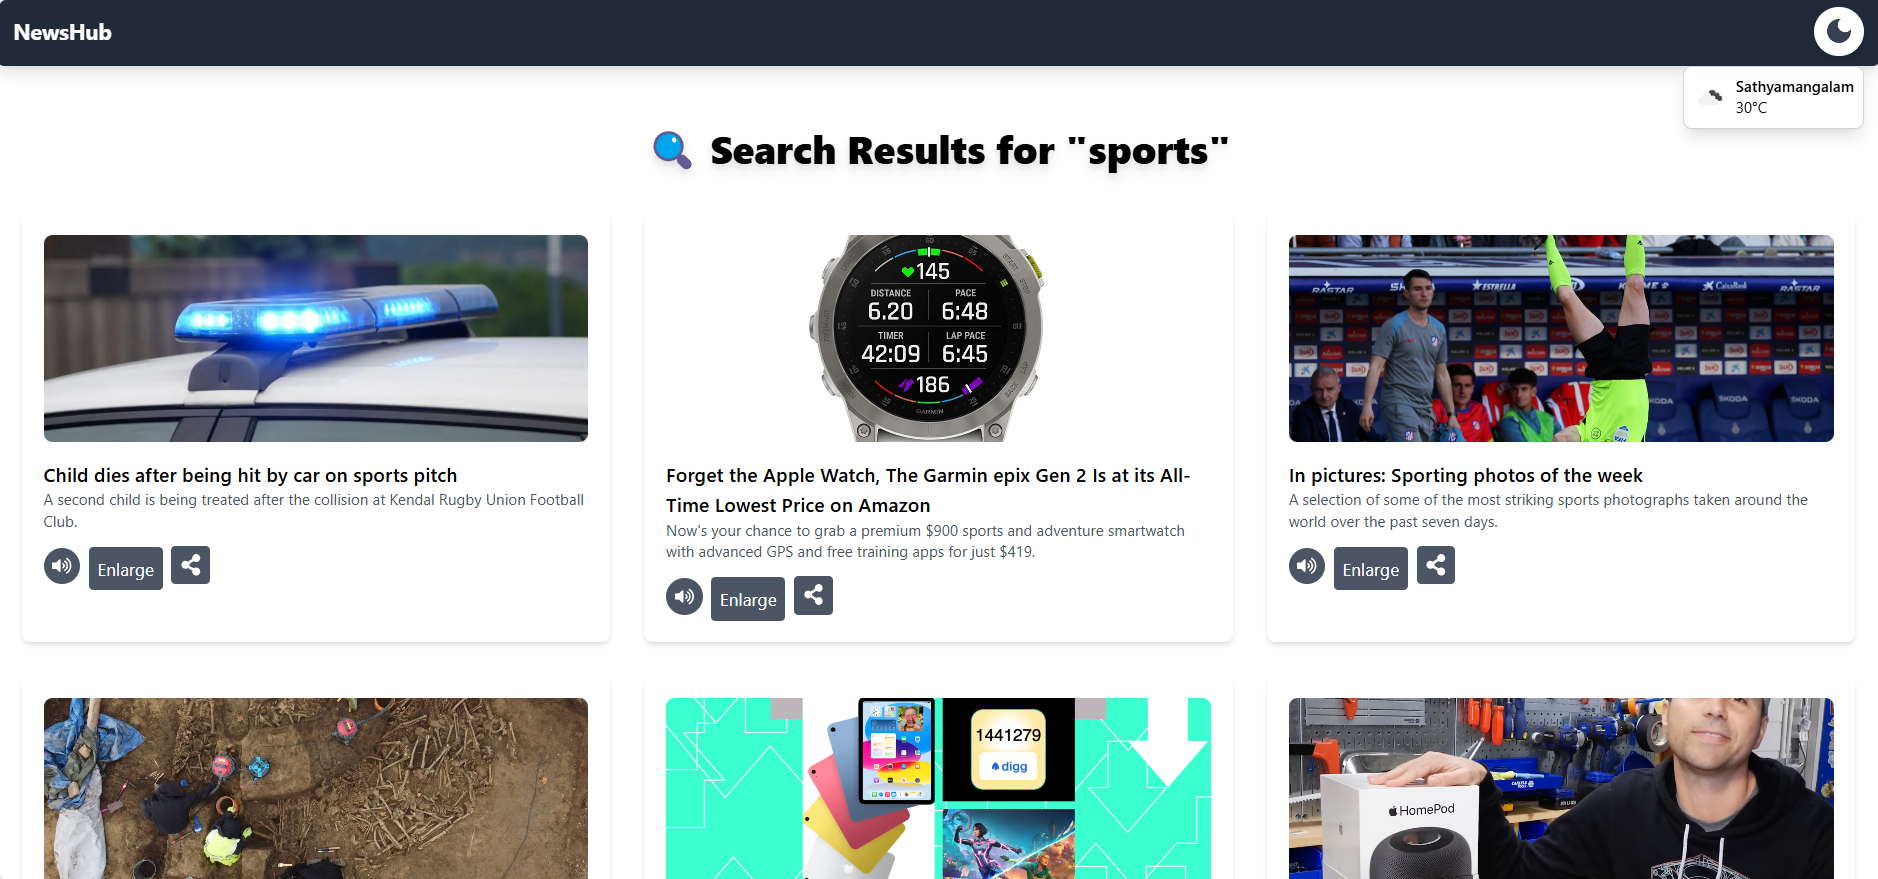 NewsHub
Sathyamangalam
30°C
Search Results for "sports"
145
DISTANCE PACE
6.20 6:48
TIMER LAP PACE
42:09 6:45
186
GARMIN
RASTAR
ESTRELLA
CaixaBank
RASTAR
SKODA
SKODA
Child dies after being hit by car on sports pitch
A second child is being treated after the collision at Kendal Rugby Union Football
Club.
Enlarge
Forget the Apple Watch, The Garmin epix Gen 2 Is at its All-
Time Lowest Price on Amazon
Now's your chance to grab a premium $900 sports and adventure smartwatch
with advanced GPS and free training apps for just $419.
Enlarge
In pictures: Sporting photos of the week
A selection of some of the most striking sports photographs taken around the
world over the past seven days.
Enlarge
1441279
digg
HomePod